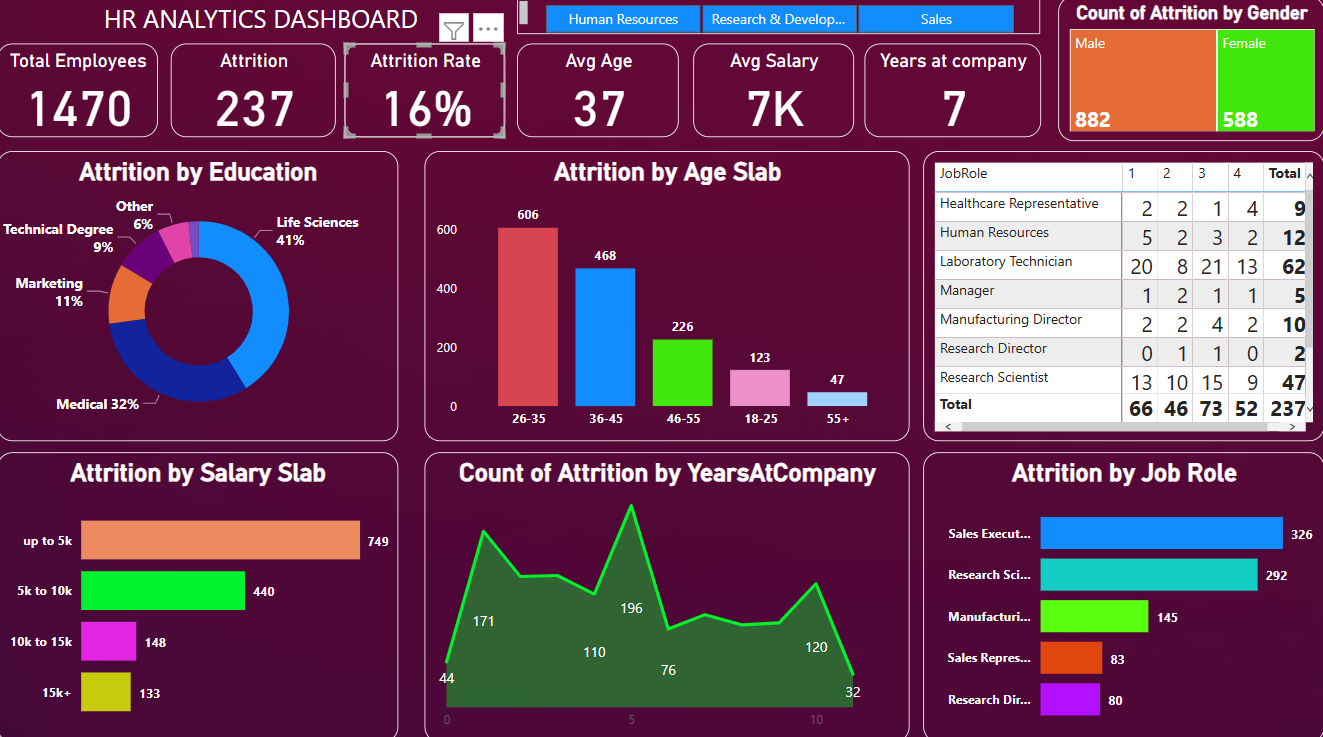 HR ANALYTICS DASHBOARD
Human Resources
Research & Develop...
Sales
Count of Attrition by Gender
Male
882
Female
588
Total Employees
1470
Attrition
237
Attrition Rate
16%
Avg Age
37
Avg Salary
7K
Years at company
7
Attrition by Education
Other
6%
Technical Degree
9%
Marketing
11%
Medical 32%
Life Sciences
41%
Attrition by Age Slab
600
400
200
0
606
468
226
123
47
26-35 36-45 46-55 18-25 55+
JobRole 1 2 3 4 Total
Healthcare Representative 2 2 1 4 9
Human Resources 5 2 3 2 12
Laboratory Technician 20 8 21 13 62
Manager 1 2 1 1 5
Manufacturing Director 2 2 4 2 10
Research Director 0 1 1 0 2
Research Scientist 13 10 15 9 47
Total 66 46 73 52 237
Attrition by Salary Slab
up to 5k 749
5k to 10k 440
10k to 15k 148
15k+ 133
Count of Attrition by YearsAtCompany
44
171
110
196
76
120
32
0 5 10
Attrition by Job Role
Sales Execut... 326
Research Sci... 292
Manufacturi... 145
Sales Repres... 83
Research Dir... 80